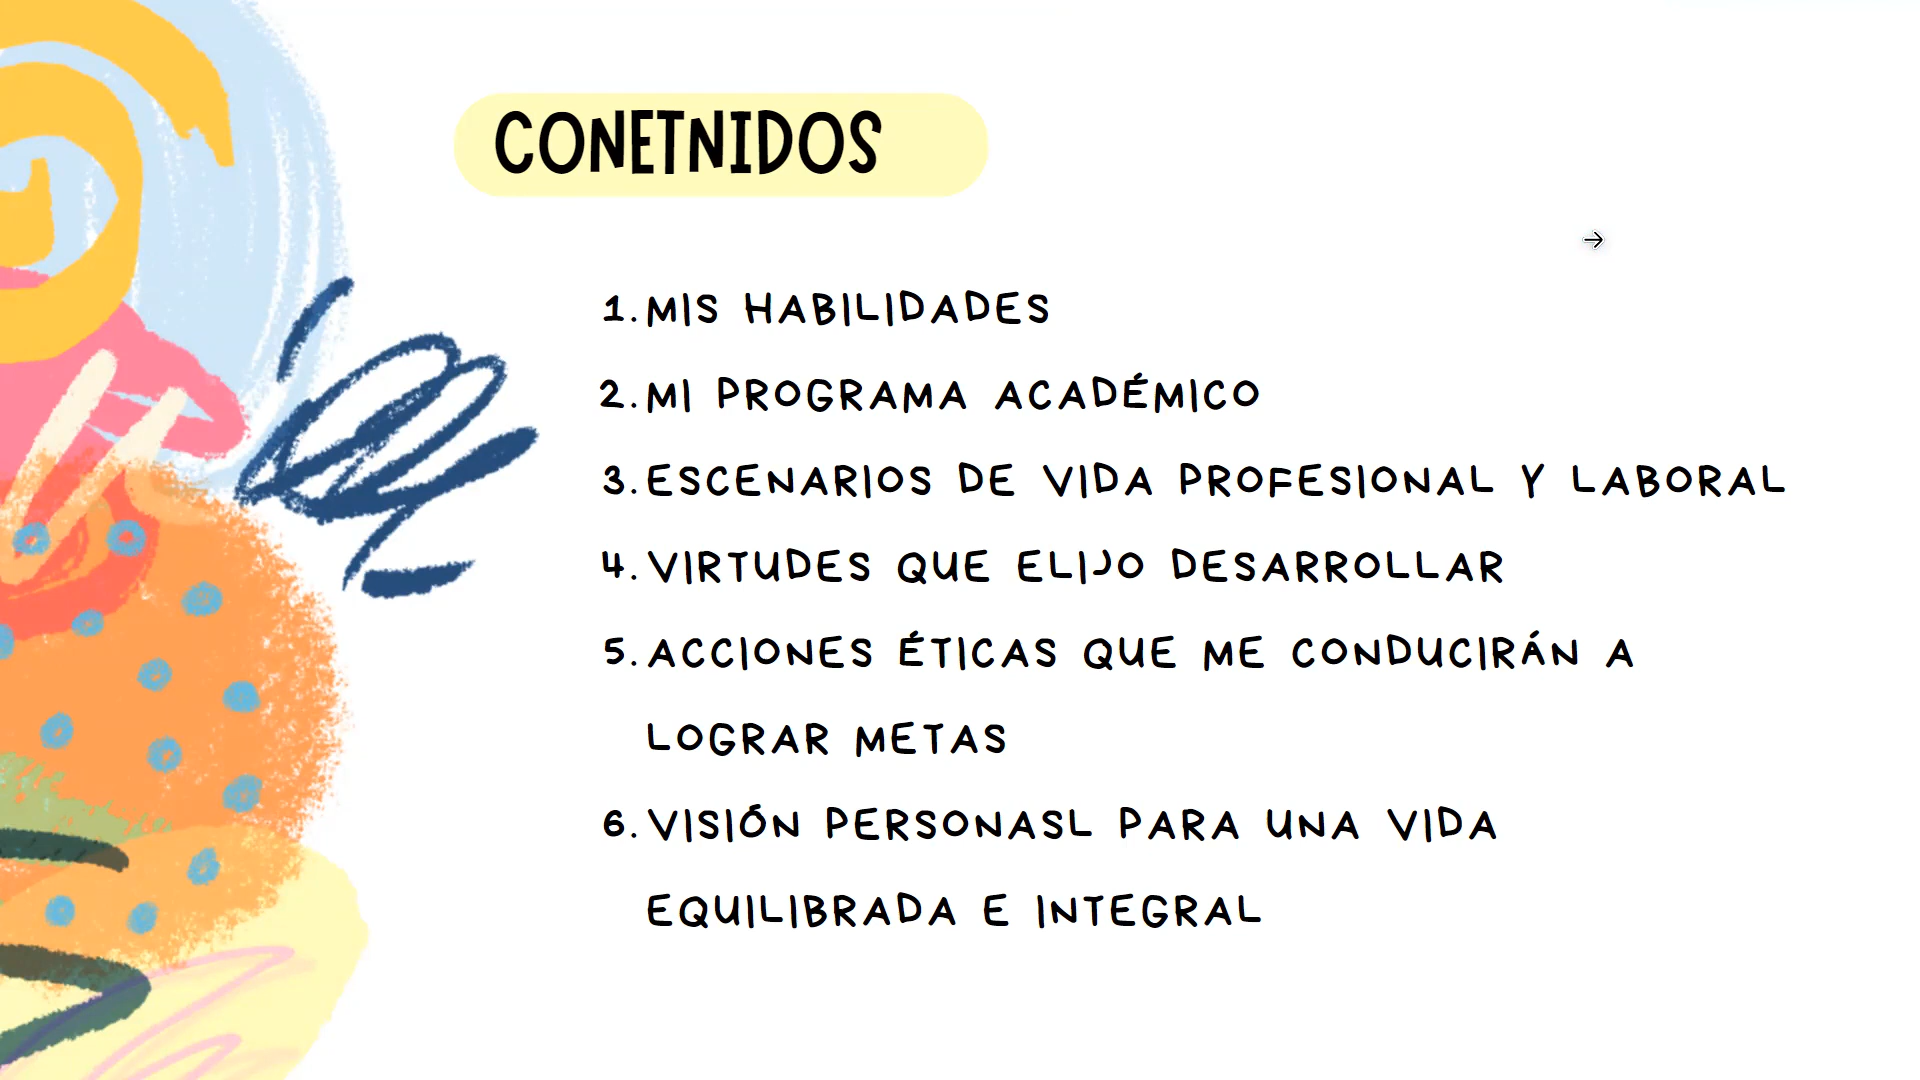 CONETNIDOS
1. MIS HABILIDADES
2. MI PROGRAMA ACADÉMICO
3. ESCENARIOS DE VIDA PROFESIONAL Y LABORAL
4. VIRTUDES QUE ELIJO DESARROLLAR
5. ACCIONES ÉTICAS QUE ME CONDUCIRÁN A
LOGRAR METAS
6. VISIÓN PERSONASL PARA UNA VIDA
EQUILIBRADA E INTEGRAL